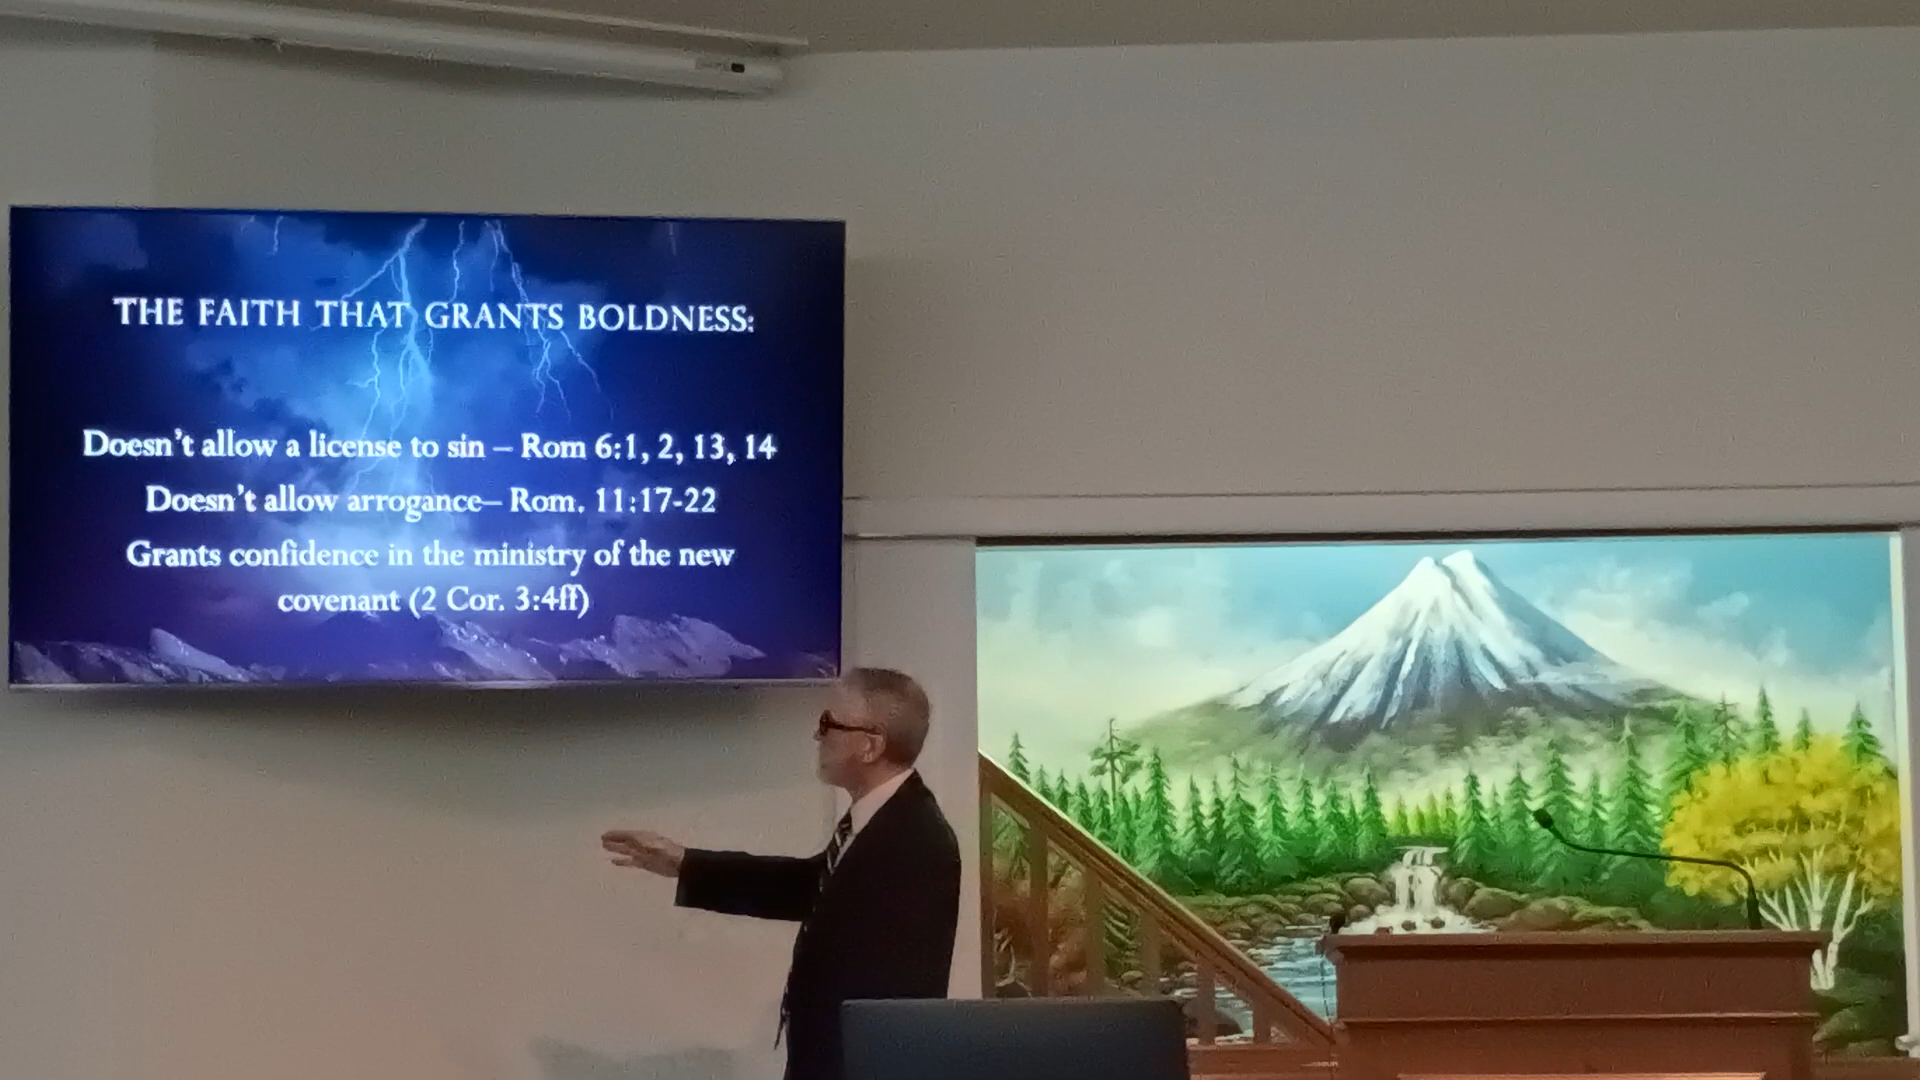 THE FAITH THAT GRANTS BOLDNESS:
Doesn't allow a license to sin – Rom 6:1, 2, 13, 14
Doesn't allow arrogance– Rom. 11:17-22
Grants confidence in the ministry of the new
covenant (2 Cor. 3:4ff)